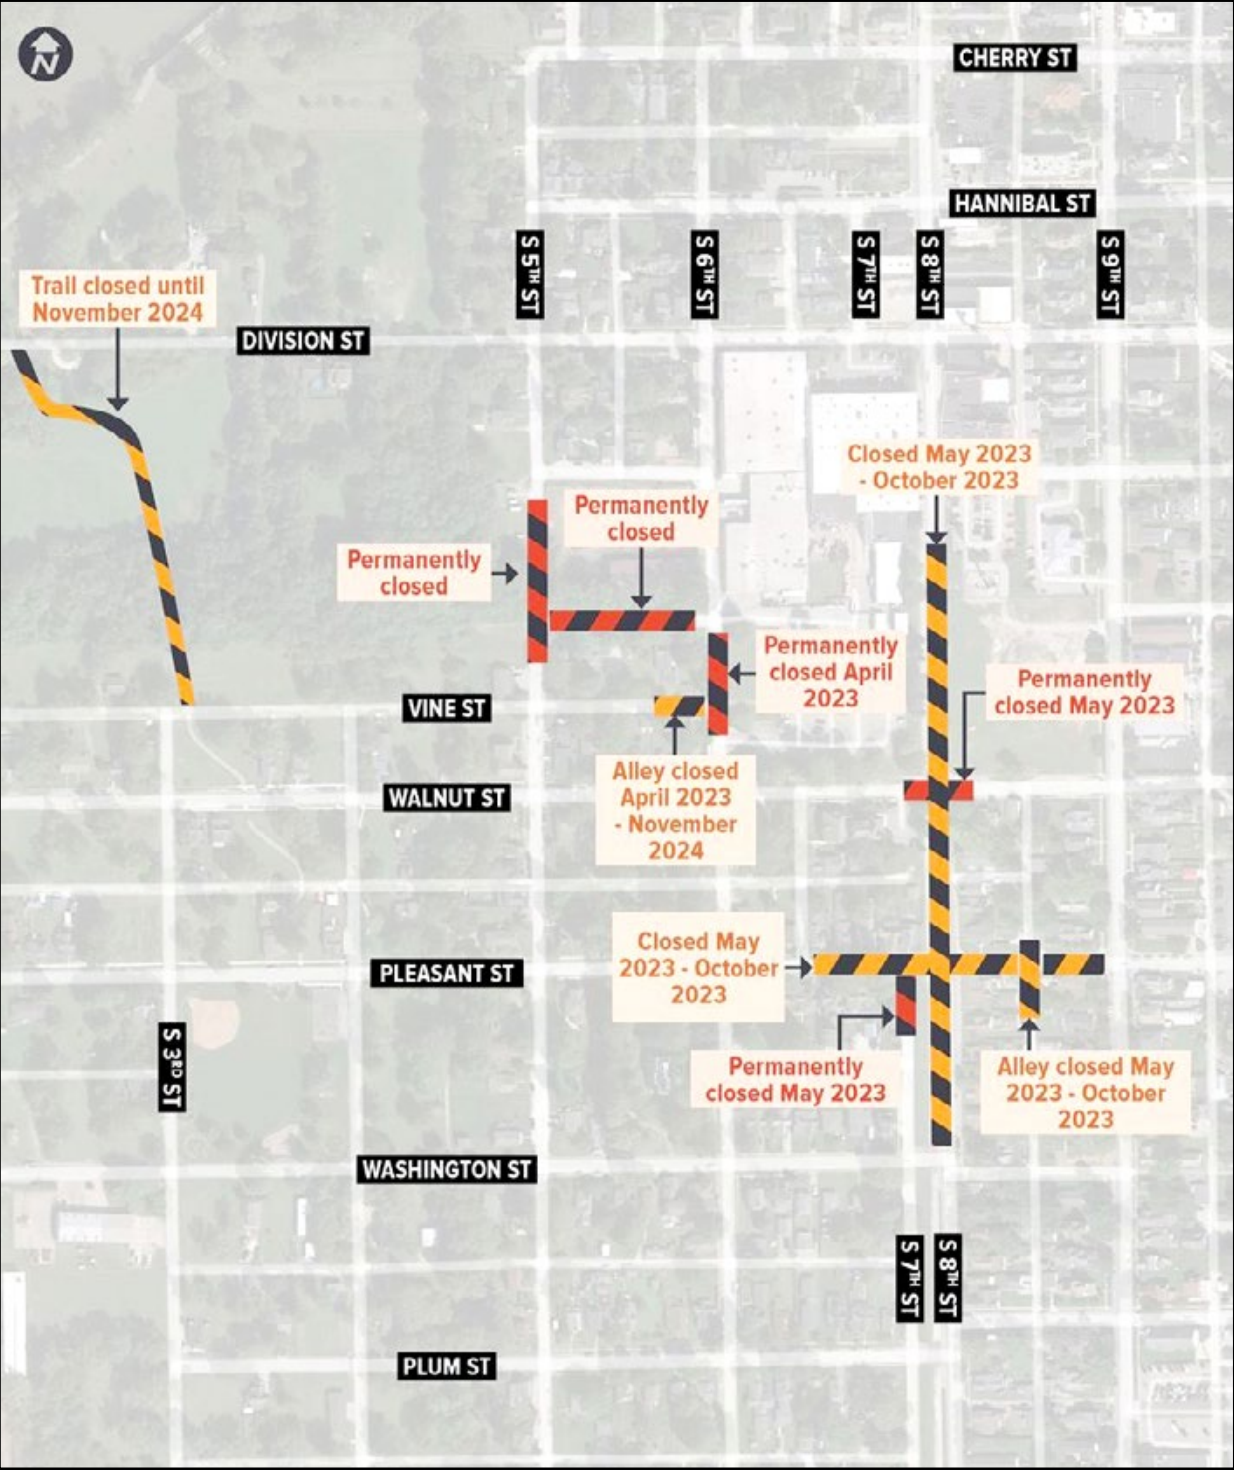 N
CHERRY ST
HANNIBAL ST
S 5TH ST
S 6TH ST
S 7TH ST
S 8TH ST
S 9TH ST
Trail closed until
November 2024
DIVISION ST
Closed May 2023
- October 2023
Permanently
closed
Permanently
closed
Permanently
closed April
2023
Permanently
closed May 2023
VINE ST
Alley closed
April 2023
- November
2024
WALNUT ST
Closed May
2023 - October
2023
PLEASANT ST
S 3RD ST
Permanently
closed May 2023
Alley closed May
2023 - October
2023
WASHINGTON ST
S 7TH ST
S 8TH ST
PLUM ST